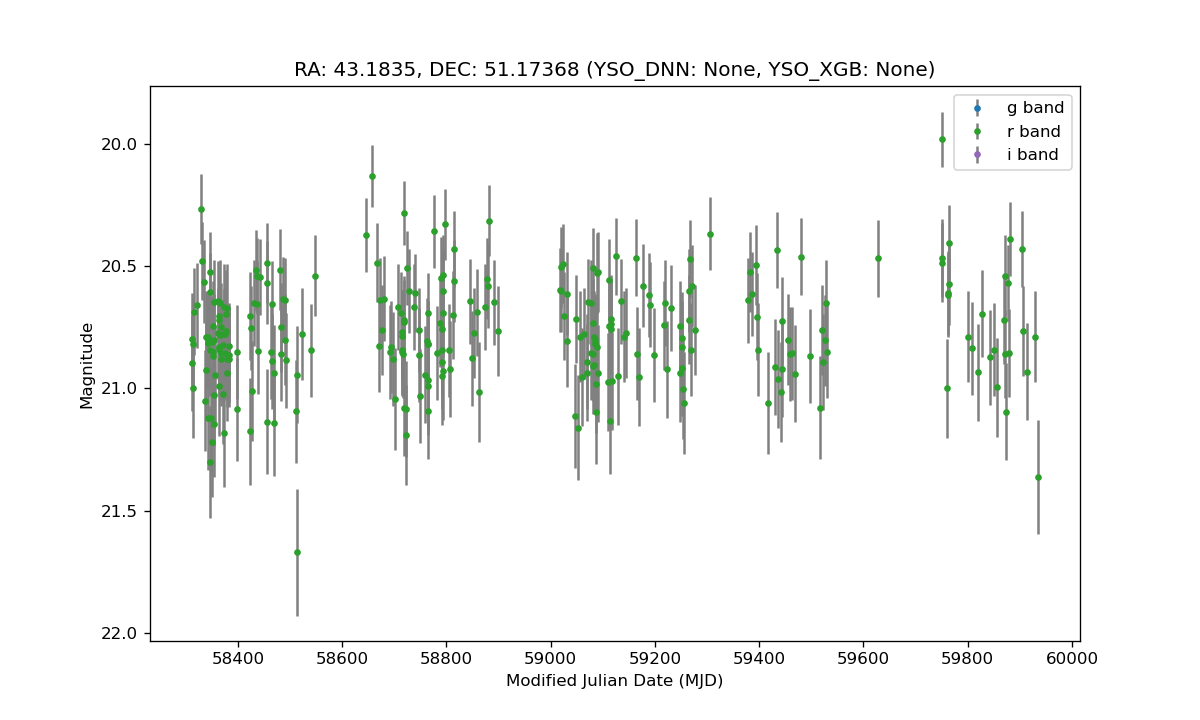 RA: 43.1835, DEC: 51.17368 (YSO_DNN: None, YSO_XGB: None)
g band
r band
i band
Magnitude
20.0
20.5
21.0
21.5
22.0
58400 58600 58800 59000 59200 59400 59600 59800 60000
Modified Julian Date (MJD)